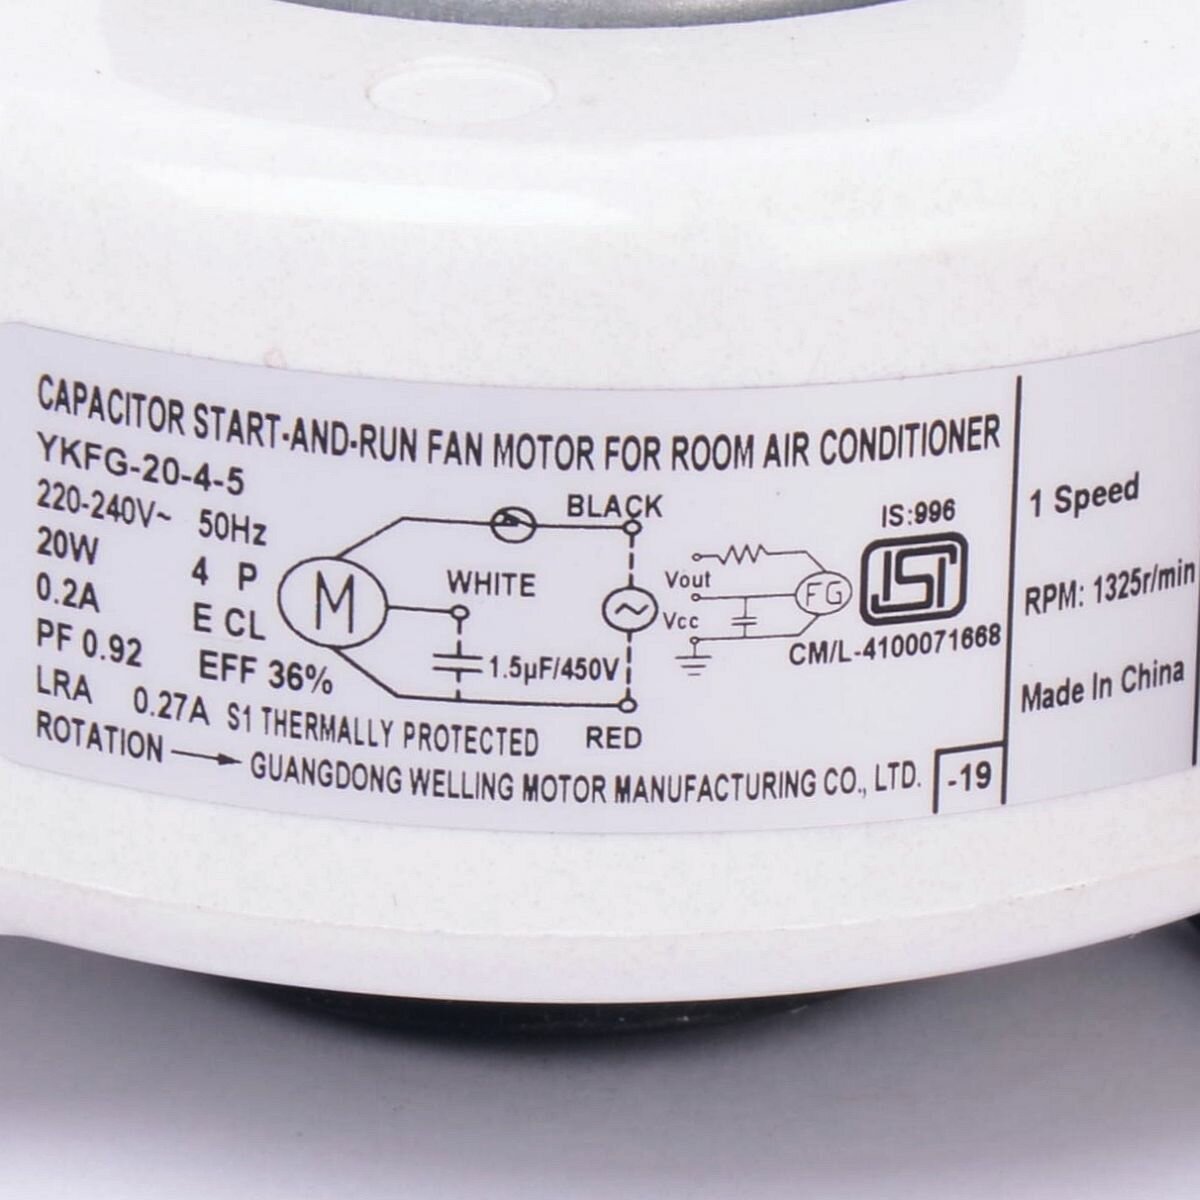 CAPACITOR START-AND-RUN FAN MOTOR FOR ROOM AIR CONDITIONER
YKFG-20-4-5
220-240V~ 50Hz
20W 4 P
0.2A E CL
PF 0.92 EFF 36%
LRA 0.27A S1 THERMALLY PROTECTED
ROTATION → GUANGDONG WELLING MOTOR MANUFACTURING CO., LTD.
-19
BLACK
M
WHITE
~
1.5µF/450V
RED
Vout
Vcc
FG
IS:996
ISI
CM/L-4100071668
1 Speed
RPM: 1325r/min
Made In China